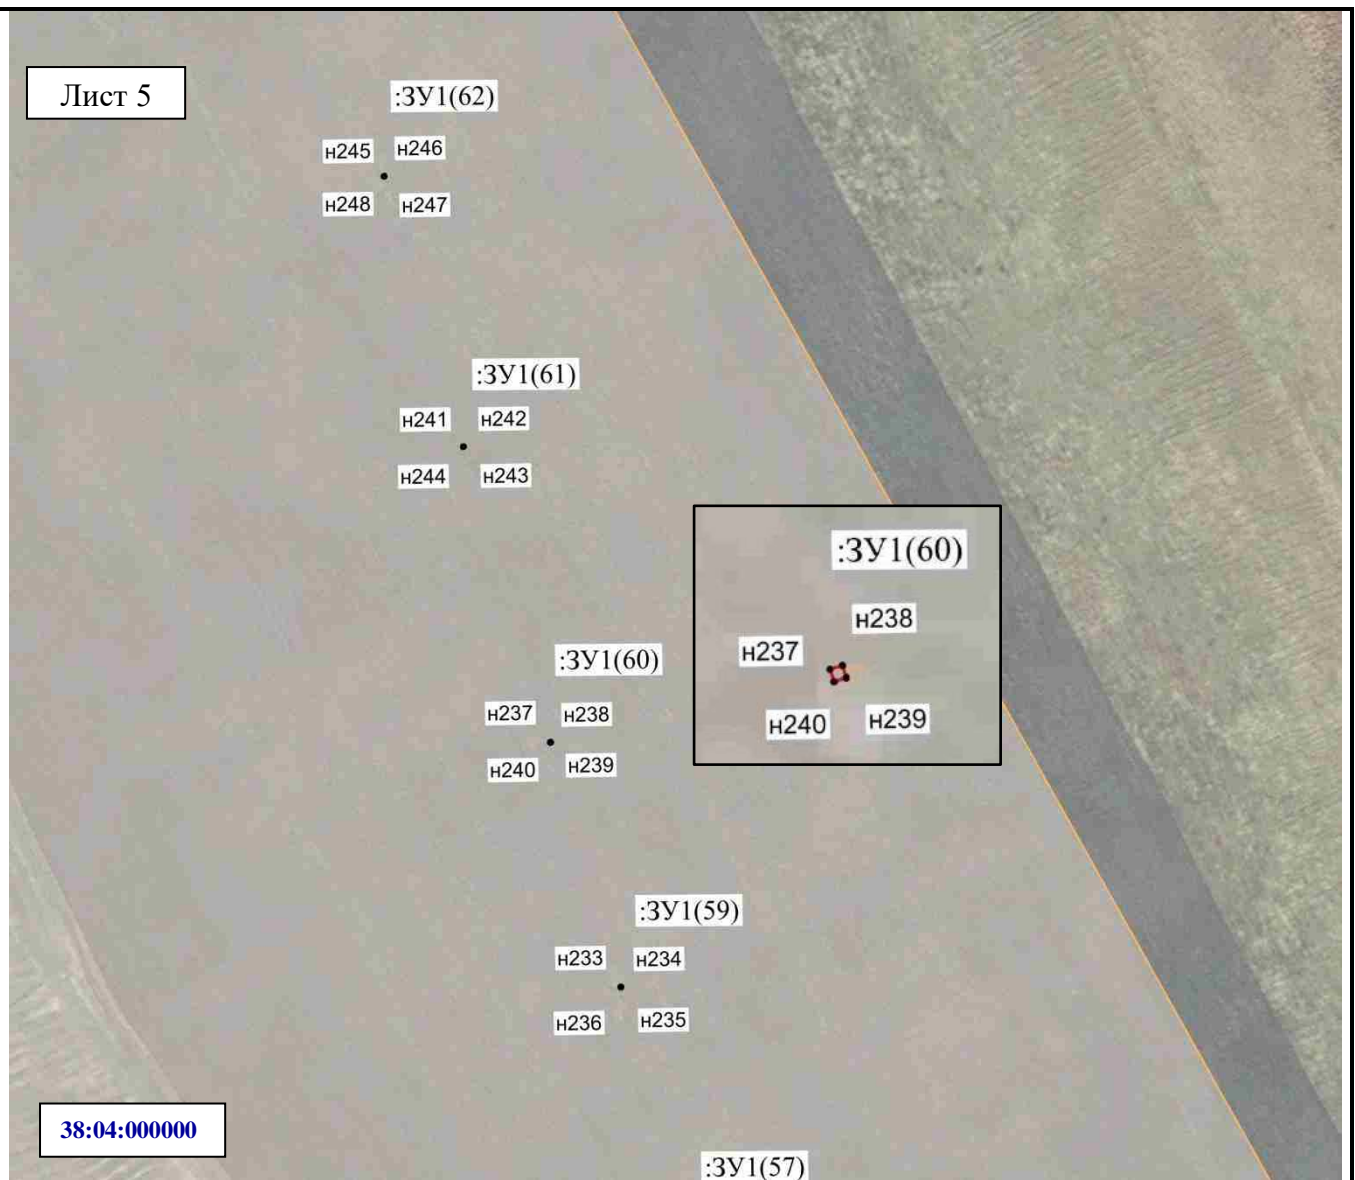 Лист 5
:ЗУ1(62)
н245 н246
н248 н247
:ЗУ1(61)
н241 н242
н244 н243
:ЗУ1(60)
н237 н238
н240 н239
:ЗУ1(60)
н238
н237
н240 н239
:ЗУ1(59)
н233 н234
н236 н235
38:04:000000
:ЗУ1(57)